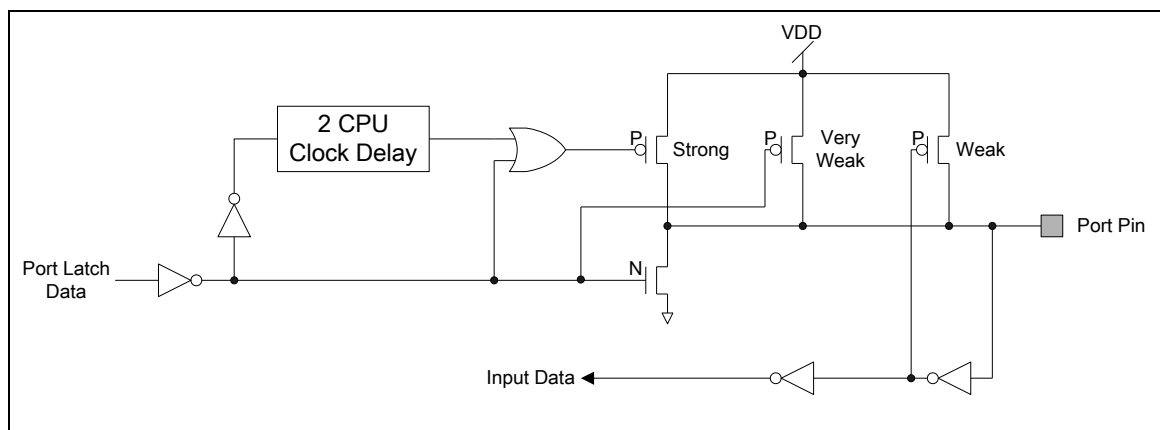 VDD
2 CPU
Clock Delay
P
Strong
P
Very
Weak
P
Weak
Port Pin
Port Latch
Data
N
Input Data